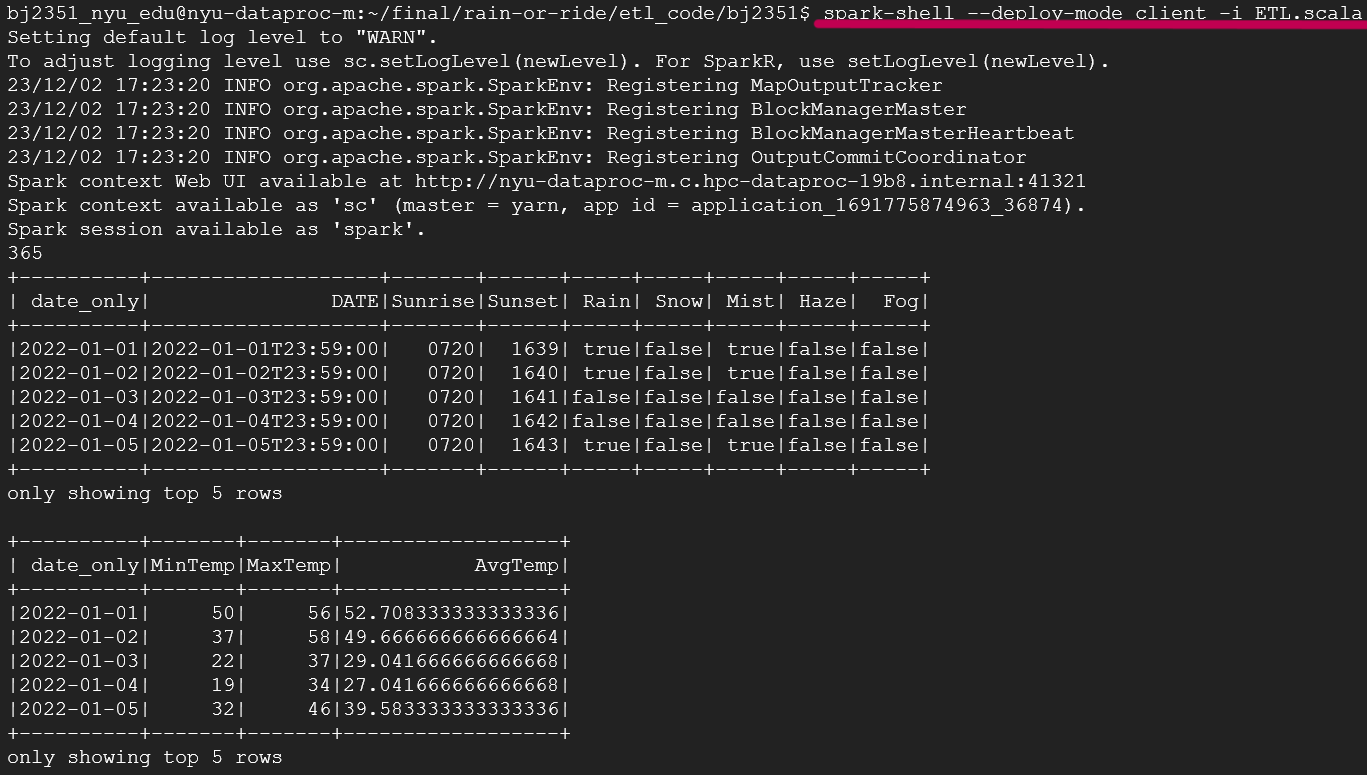 bj2351_nyu_edu@nyu-dataproc-m:~/final/rain-or-ride/etl_code/bj2351$ spark-shell --deploy-mode client -i ETL.scala
Setting default log level to "WARN".
To adjust logging level use sc.setLogLevel(newLevel). For SparkR, use setLogLevel(newLevel).
23/12/02 17:23:20 INFO org.apache.spark.SparkEnv: Registering MapOutputTracker
23/12/02 17:23:20 INFO org.apache.spark.SparkEnv: Registering BlockManagerMaster
23/12/02 17:23:20 INFO org.apache.spark.SparkEnv: Registering BlockManagerMasterHeartbeat
23/12/02 17:23:20 INFO org.apache.spark.SparkEnv: Registering OutputCommitCoordinator
Spark context Web UI available at http://nyu-dataproc-m.c.hpc-dataproc-19b8.internal:41321
Spark context available as 'sc' (master = yarn, app id = application_1691775874963_36874).
Spark session available as 'spark'.
365
+----------+-------------------+-------+------+-----+-----+-----+-----+-----+
| date_only|               DATE|Sunrise|Sunset| Rain| Snow| Mist| Haze|  Fog|
+----------+-------------------+-------+------+-----+-----+-----+-----+-----+
|2022-01-01|2022-01-01T23:59:00|   0720|  1639| true|false| true|false|false|
|2022-01-02|2022-01-02T23:59:00|   0720|  1640| true|false| true|false|false|
|2022-01-03|2022-01-03T23:59:00|   0720|  1641|false|false|false|false|false|
|2022-01-04|2022-01-04T23:59:00|   0720|  1642|false|false|false|false|false|
|2022-01-05|2022-01-05T23:59:00|   0720|  1643| true|false| true|false|false|
+----------+-------------------+-------+------+-----+-----+-----+-----+-----+
only showing top 5 rows

+----------+-------+-------+------------------+
| date_only|MinTemp|MaxTemp|           AvgTemp|
+----------+-------+-------+------------------+
|2022-01-01|     50|     56|52.708333333333336|
|2022-01-02|     37|     58|49.666666666666664|
|2022-01-03|     22|     37|29.041666666666668|
|2022-01-04|     19|     34|27.041666666666668|
|2022-01-05|     32|     46|39.583333333333336|
+----------+-------+-------+------------------+
only showing top 5 rows